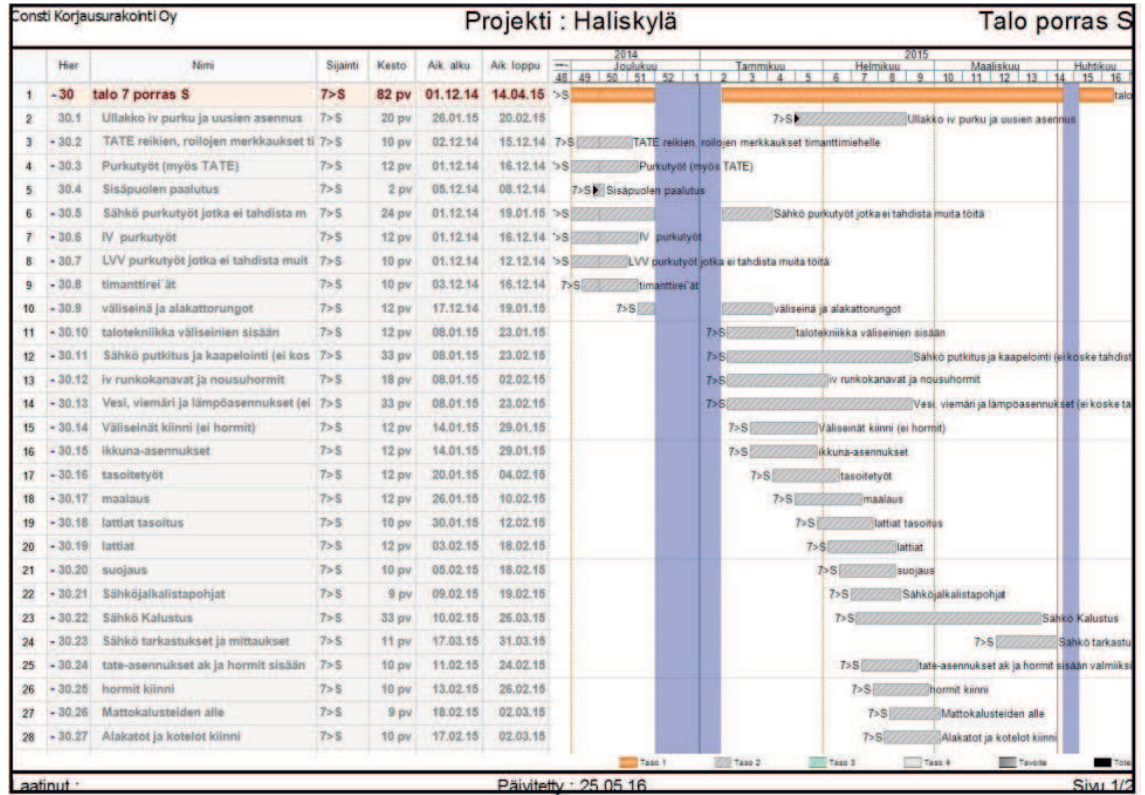 Consti Korjausurakointi Oy Projekti : Haliskylä Talo porras S
2014 2015
Hier Nimi Sijainti Kesto Aik. alku Aik. loppu Joulukuu Tammikuu Helmikuu Maaliskuu Huhtikuu
48 49 50 51 52 1 2 3 4 5 6 7 8 9 10 11 12 13 14 15 16
1 -30 talo 7 porras S 7>S 82 pv 01.12.14 14.04.15 >S talo
2 30.1 Ullakko iv purku ja uusien asennus 7>S 20 pv 26.01.15 20.02.15 7>S Ullakko iv purku ja uusien asennus
3 - 30.2 TATE reikien, roilojen merkkaukset ti 7>S 10 pv 02.12.14 15.12.14 7>S TATE reikien, roilojen merkkaukset timanttimiehelle
4 - 30.3 Purkutyöt (myös TATE) 7>S 12 pv 01.12.14 16.12.14 >S Purkutyöt (myös TATE)
5 30.4 Sisäpuolen paalutus 7>S 2 pv 05.12.14 08.12.14 7>S Sisäpuolen paalutus
6 - 30.5 Sähkö purkutyöt jotka ei tahdista m 7>S 24 pv 01.12.14 19.01.15 >S Sähkö purkutyöt jotka ei tahdista muita töitä
7 - 30.6 IV purkutyöt 7>S 12 pv 01.12.14 16.12.14 >S IV purkutyöt
8 - 30.7 LVV purkutyöt jotka ei tahdista muit 7>S 10 pv 01.12.14 12.12.14 >S LVV purkutyöt jotka ei tahdista muita töitä
9 - 30.8 timanttirei´ät 7>S 10 pv 03.12.14 16.12.14 7>S timanttirei´ät
10 - 30.9 väliseinä ja alakattorungot 7>S 12 pv 17.12.14 19.01.15 7>S väliseinä ja alakattorungot
11 - 30.10 talotekniikka väliseinien sisään 7>S 12 pv 08.01.15 23.01.15 7>S talotekniikka väliseinien sisään
12 - 30.11 Sähkö putkitus ja kaapelointi (ei kos 7>S 33 pv 08.01.15 23.02.15 7>S Sähkö putkitus ja kaapelointi (ei koske tahdist
13 - 30.12 iv runkokanavat ja nousuhormit 7>S 18 pv 08.01.15 02.02.15 7>S iv runkokanavat ja nousuhormit
14 - 30.13 Vesi, viemäri ja lämpöasennukset (ei 7>S 33 pv 08.01.15 23.02.15 7>S Vesi, viemäri ja lämpöasennukset (ei koske ta
15 - 30.14 Väliseinät kiinni (ei hormit) 7>S 12 pv 14.01.15 29.01.15 7>S Väliseinät kiinni (ei hormit)
16 - 30.15 ikkuna-asennukset 7>S 12 pv 14.01.15 29.01.15 7>S ikkuna-asennukset
17 - 30.16 tasoitetyöt 7>S 12 pv 20.01.15 04.02.15 7>S tasoitetyöt
18 - 30.17 maalaus 7>S 12 pv 26.01.15 10.02.15 7>S maalaus
19 - 30.18 lattiat tasoitus 7>S 10 pv 30.01.15 12.02.15 7>S lattiat tasoitus
20 - 30.19 lattiat 7>S 12 pv 03.02.15 18.02.15 7>S lattiat
21 - 30.20 suojaus 7>S 10 pv 05.02.15 18.02.15 7>S suojaus
22 - 30.21 Sähköjalkalistapohjat 7>S 9 pv 09.02.15 19.02.15 7>S Sähköjalkalistapohjat
23 - 30.22 Sähkö Kalustus 7>S 33 pv 10.02.15 26.03.15 7>S Sähkö Kalustus
24 - 30.23 Sähkö tarkastukset ja mittaukset 7>S 11 pv 17.03.15 31.03.15 7>S Sähkö tarkastu
25 - 30.24 tate-asennukset ak ja hormit sisään 7>S 10 pv 11.02.15 24.02.15 7>S tate-asennukset ak ja hormit sisään valmiiksi
26 - 30.25 hormit kiinni 7>S 10 pv 13.02.15 26.02.15 7>S hormit kiinni
27 - 30.26 Mattokalusteiden alle 7>S 9 pv 18.02.15 02.03.15 7>S Mattokalusteiden alle
28 - 30.27 Alakatot ja kotelot kiinni 7>S 10 pv 17.02.15 02.03.15 7>S Alakatot ja kotelot kiinni
Taso 1 Taso 2 Taso 3 Taso 4 Tavoite Tote
Laatinut : Päivitetty : 25.05.16 Sivu 1/2